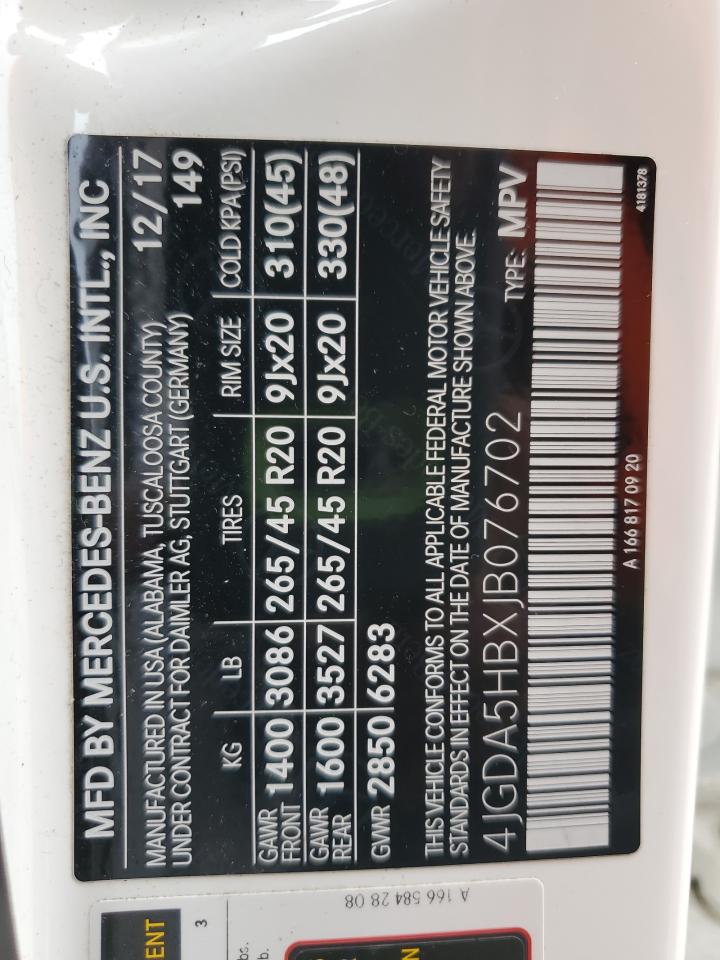 MFD BY MERCEDES-BENZ U.S. INTL., INC
MANUFACTURED IN USA (ALABAMA, TUSCALOOSA COUNTY) 12/17
UNDER CONTRACT FOR DAIMLER AG, STUTTGART (GERMANY) 149
KG LB TIRES RIM SIZE COLD KPA(PSI)
GAWR FRONT 1400 3086 265/45 R20 9Jx20 310(45)
GAWR REAR 1600 3527 265/45 R20 9Jx20 330(48)
GVWR 2850 6283
THIS VEHICLE CONFORMS TO ALL APPLICABLE FEDERAL MOTOR VEHICLE SAFETY
STANDARDS IN EFFECT ON THE DATE OF MANUFACTURE SHOWN ABOVE.
4JGDA5HBXJB076702 TYPE: MPV
A 166 817 09 20
4181378
A 166 584 28 08
3